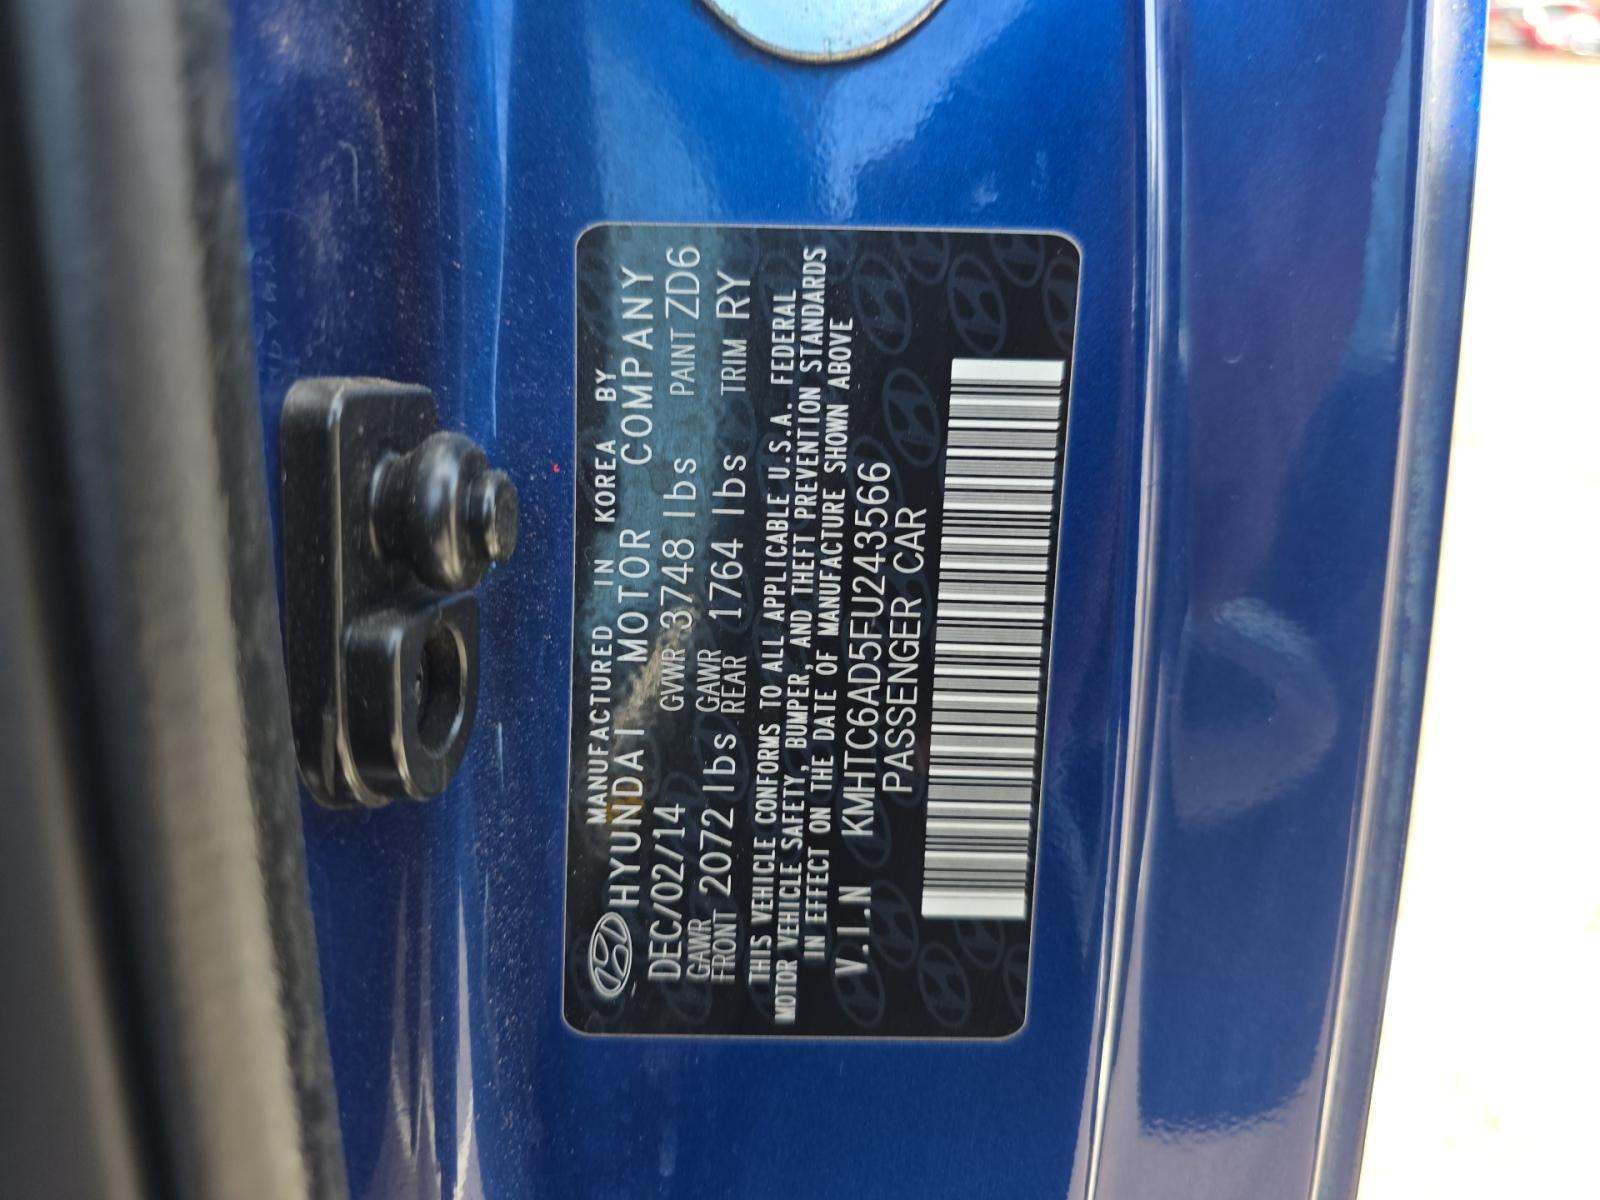 MANUFACTURED IN KOREA BY
HYUNDAI MOTOR COMPANY
DEC/02/14 GVWR 3748 lbs PAINT ZD6
GAWR FRONT 2072 lbs GAWR REAR 1764 lbs TRIM RY
THIS VEHICLE CONFORMS TO ALL APPLICABLE U.S.A. FEDERAL
MOTOR VEHICLE SAFETY, BUMPER, AND THEFT PREVENTION STANDARDS
IN EFFECT ON THE DATE OF MANUFACTURE SHOWN ABOVE
V.I.N KMHTC6AD5FU243566
PASSENGER CAR